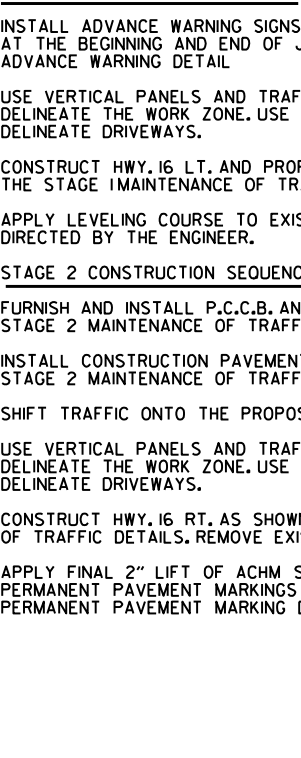 INSTALL ADVANCE WARNING SIGNS
AT THE BEGINNING AND END OF
ADVANCE WARNING DETAIL
USE VERTICAL PANELS AND TRAF
DELINEATE THE WORK ZONE. USE
DELINEATE DRIVEWAYS.
CONSTRUCT HWY. 16 LT. AND PROP
THE STAGE 1 MAINTENANCE OF TR
APPLY LEVELING COURSE TO EXIS
DIRECTED BY THE ENGINEER.
STAGE 2 CONSTRUCTION SEQUENC
FURNISH AND INSTALL P.C.C.B. AN
STAGE 2 MAINTENANCE OF TRAFF
INSTALL CONSTRUCTION PAVEMENT
STAGE 2 MAINTENANCE OF TRAFF
SHIFT TRAFFIC ONTO THE PROPOS
USE VERTICAL PANELS AND TRAF
DELINEATE THE WORK ZONE. USE
DELINEATE DRIVEWAYS.
CONSTRUCT HWY. 16 RT. AS SHOWN
OF TRAFFIC DETAILS. REMOVE EXI
APPLY FINAL 2" LIFT OF ACHM S
PERMANENT PAVEMENT MARKINGS
PERMANENT PAVEMENT MARKING